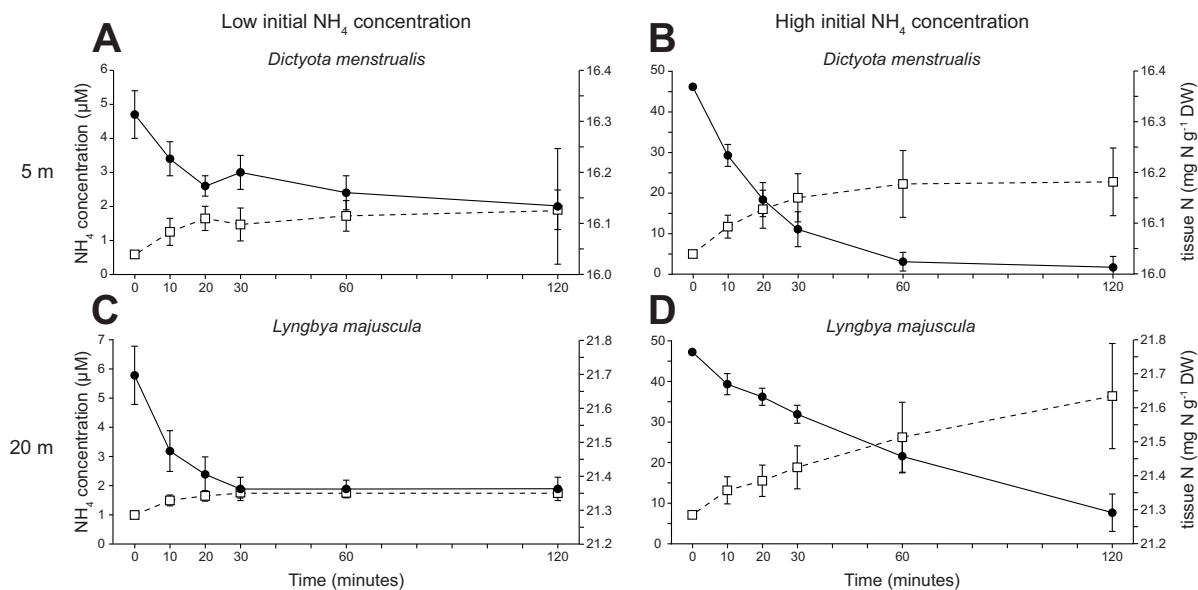 Low initial NH₄ concentration
High initial NH₄ concentration
A
Dictyota menstrualis
B
Dictyota menstrualis
5 m
NH₄ concentration (µM)
6
5
4
3
2
1
0
16.4
16.3
16.2
16.1
16.0
0 10 20 30 60 120
50
40
30
20
10
0
16.4
16.3
16.2
16.1
16.0
tissue N (mg N g⁻¹ DW)
0 10 20 30 60 120
C
Lyngbya majuscula
D
Lyngbya majuscula
20 m
NH₄ concentration (µM)
7
6
5
4
3
2
1
0
21.8
21.7
21.6
21.5
21.4
21.3
21.2
0 10 20 30 60 120
Time (minutes)
50
40
30
20
10
0
21.8
21.7
21.6
21.5
21.4
21.3
21.2
tissue N (mg N g⁻¹ DW)
0 10 20 30 60 120
Time (minutes)